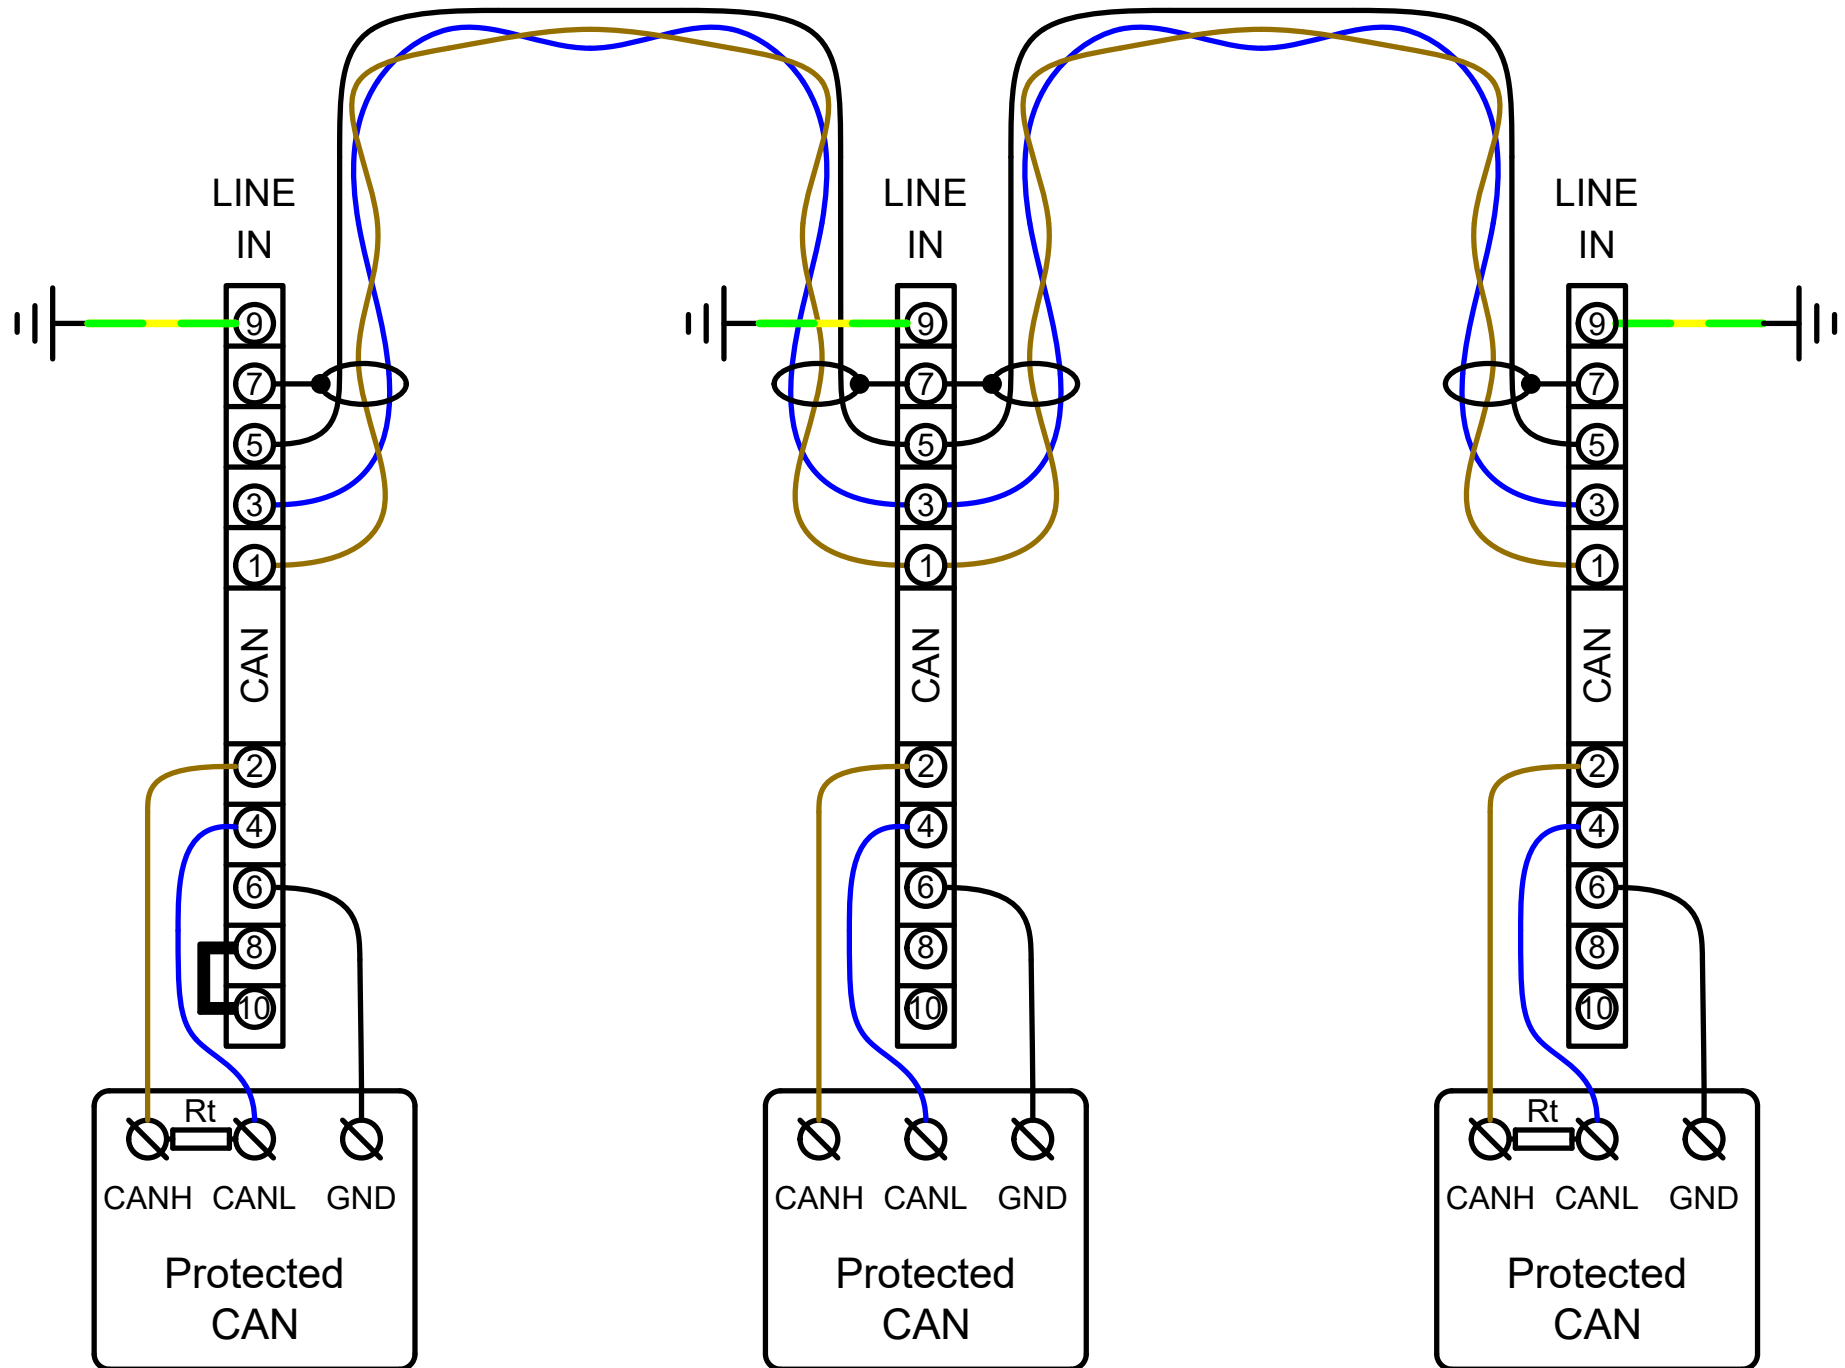 LINE LINE LINE
IN IN IN
9 9 9
7 7 7
5 5 5
3 3 3
1 1 1
CAN CAN CAN
2 2 2
4 4 4
6 6 6
8 8 8
10 10 10
Rt Rt
CANH CANL GND CANH CANL GND CANH CANL GND
Protected Protected Protected
CAN CAN CAN